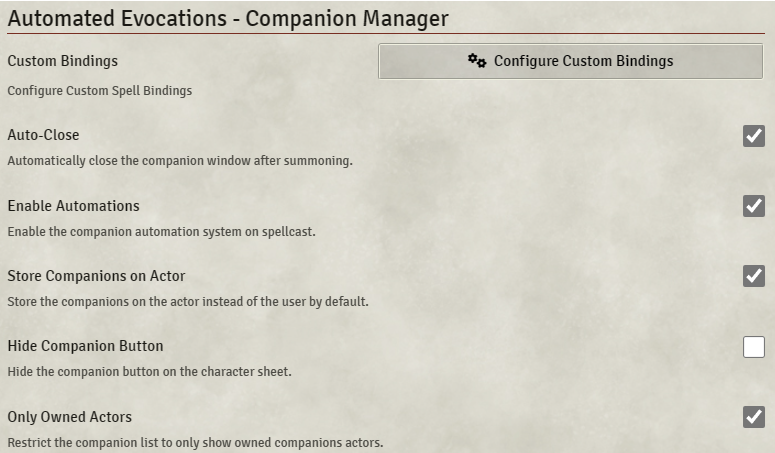 Automated Evocations - Companion Manager
Custom Bindings
Configure Custom Bindings
Configure Custom Spell Bindings
Auto-Close
Automatically close the companion window after summoning.
Enable Automations
Enable the companion automation system on spellcast.
Store Companions on Actor
Store the companions on the actor instead of the user by default.
Hide Companion Button
Hide the companion button on the character sheet.
Only Owned Actors
Restrict the companion list to only show owned companions actors.